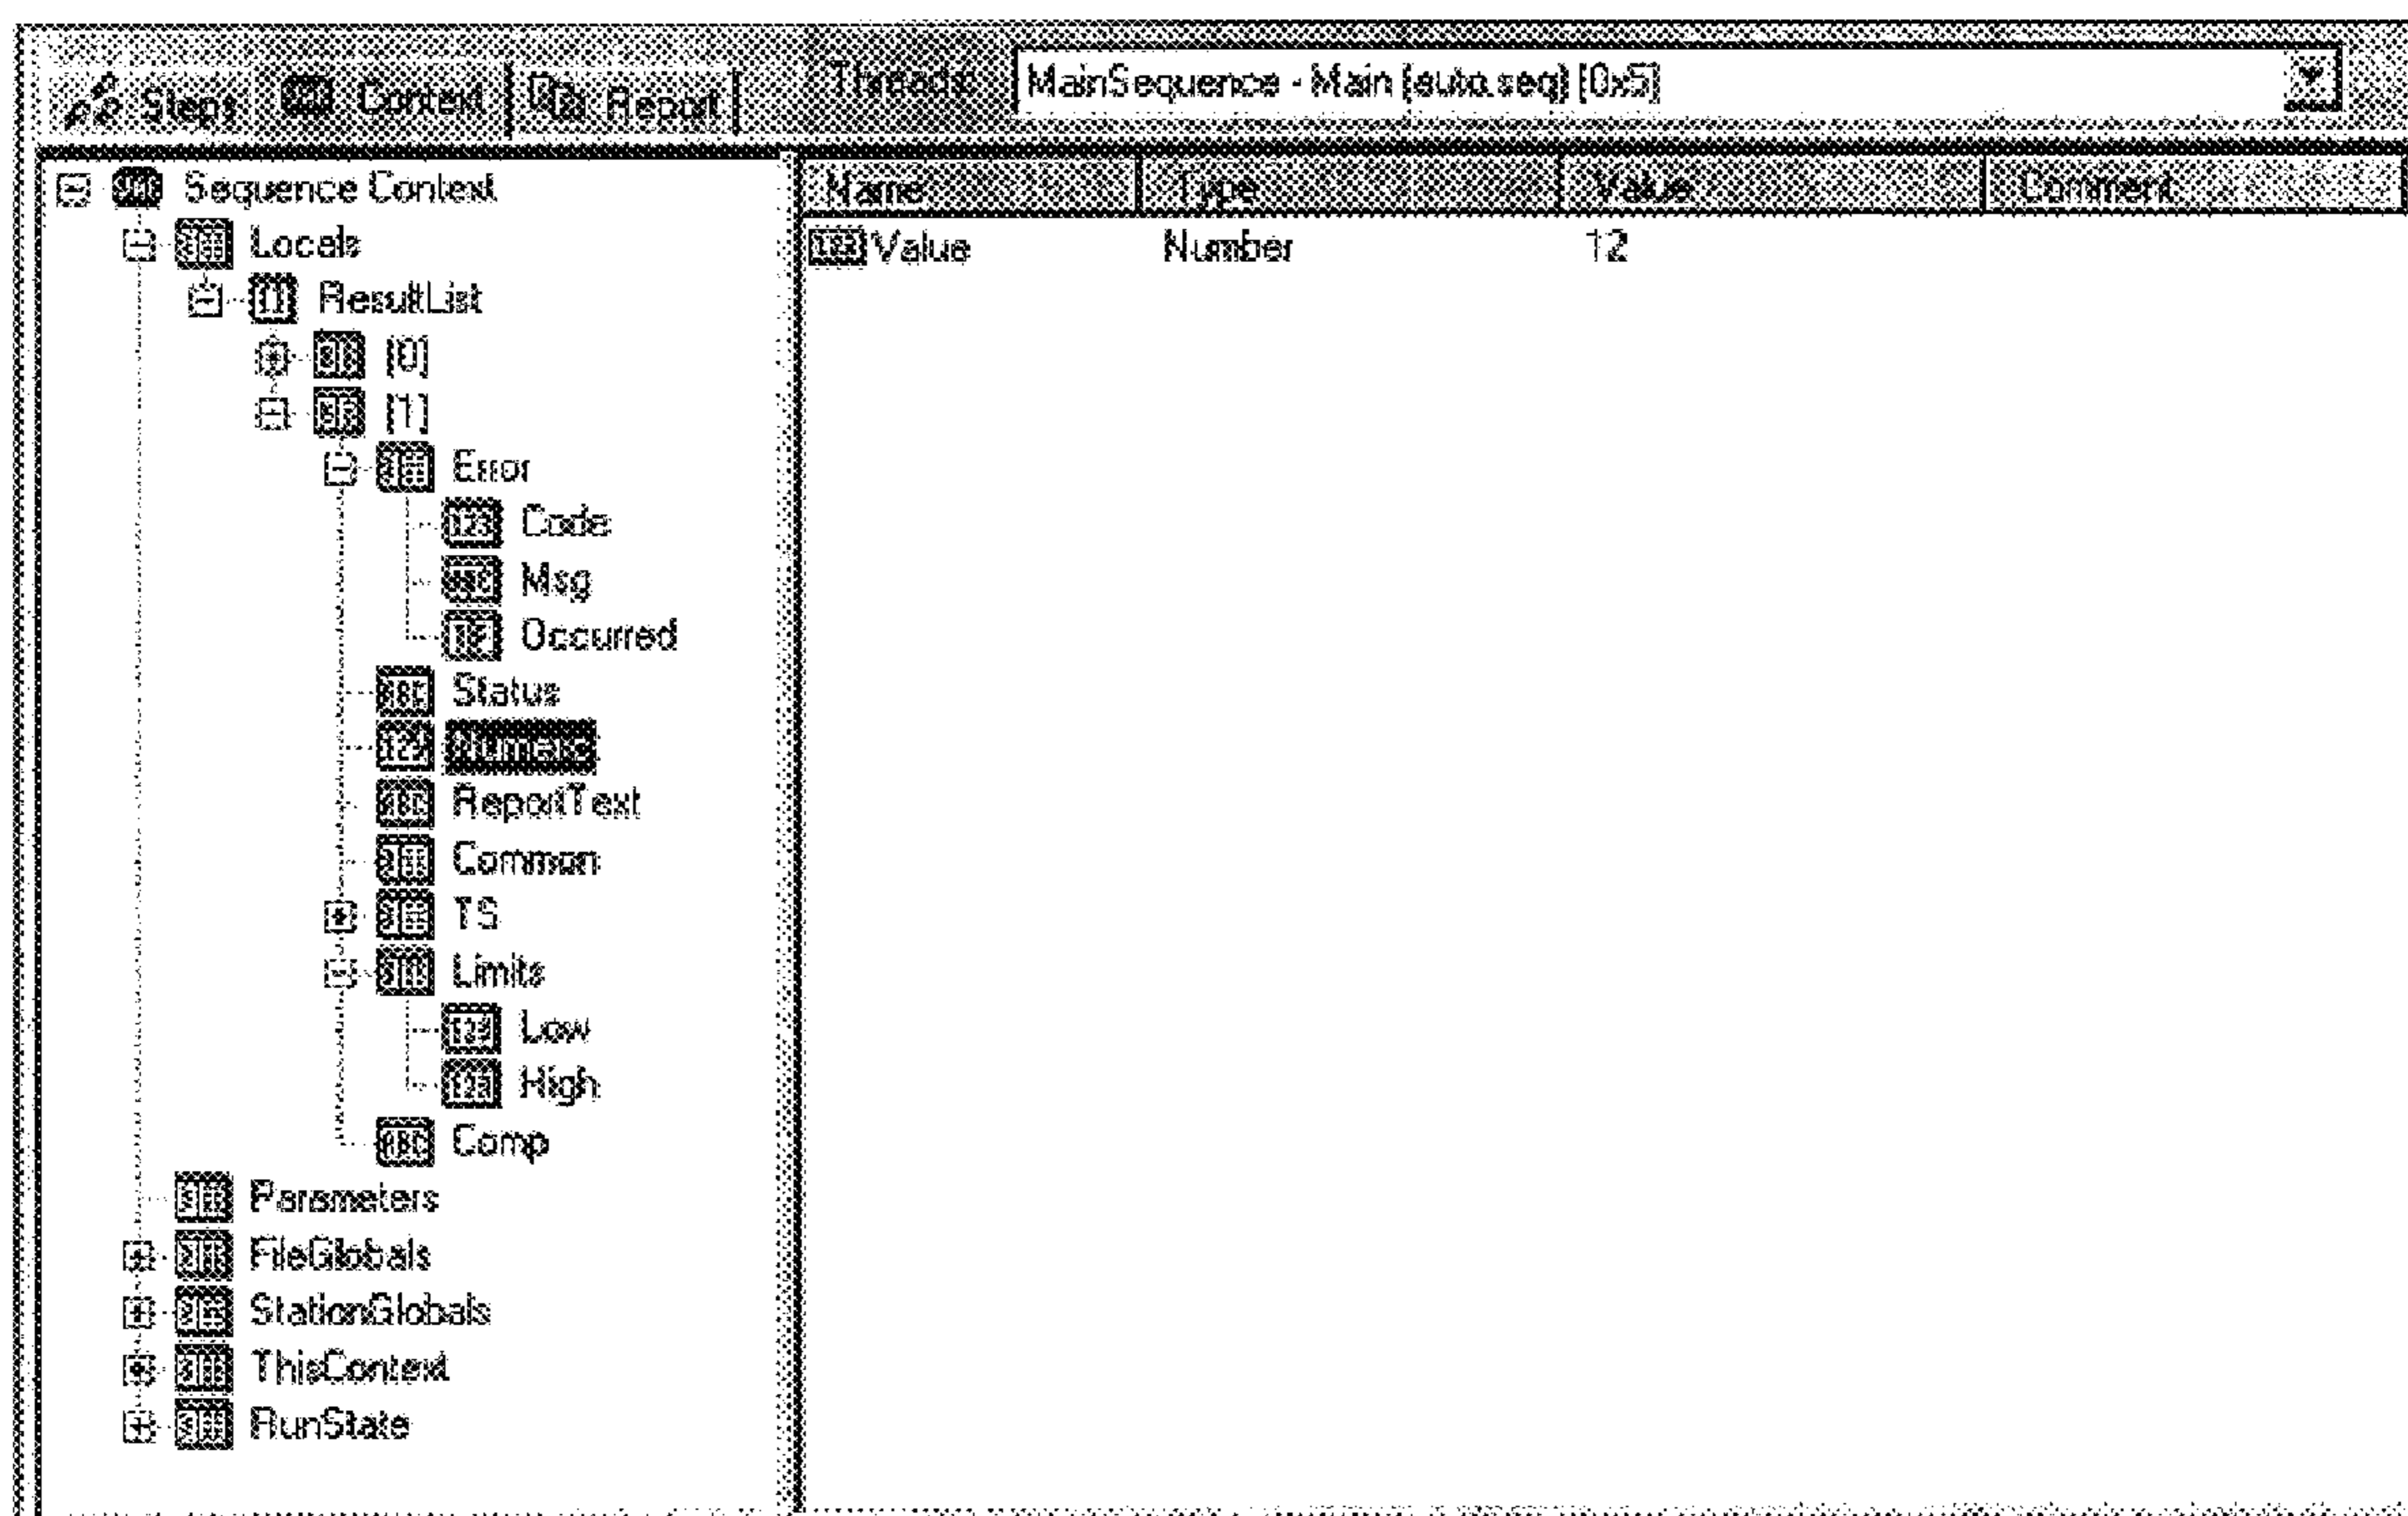 Steps Context Report Threads: MainSequence - Main [auto.seq] [0x5]
Name Type Value Comment
Value Number 12
Sequence Context
Locals
ResultList
[0]
[1]
Error
Code
Msg
Occurred
Status
Numeric
ReportText
Common
TS
Limits
Low
High
Comp
Parameters
FileGlobals
StationGlobals
ThisContext
RunState